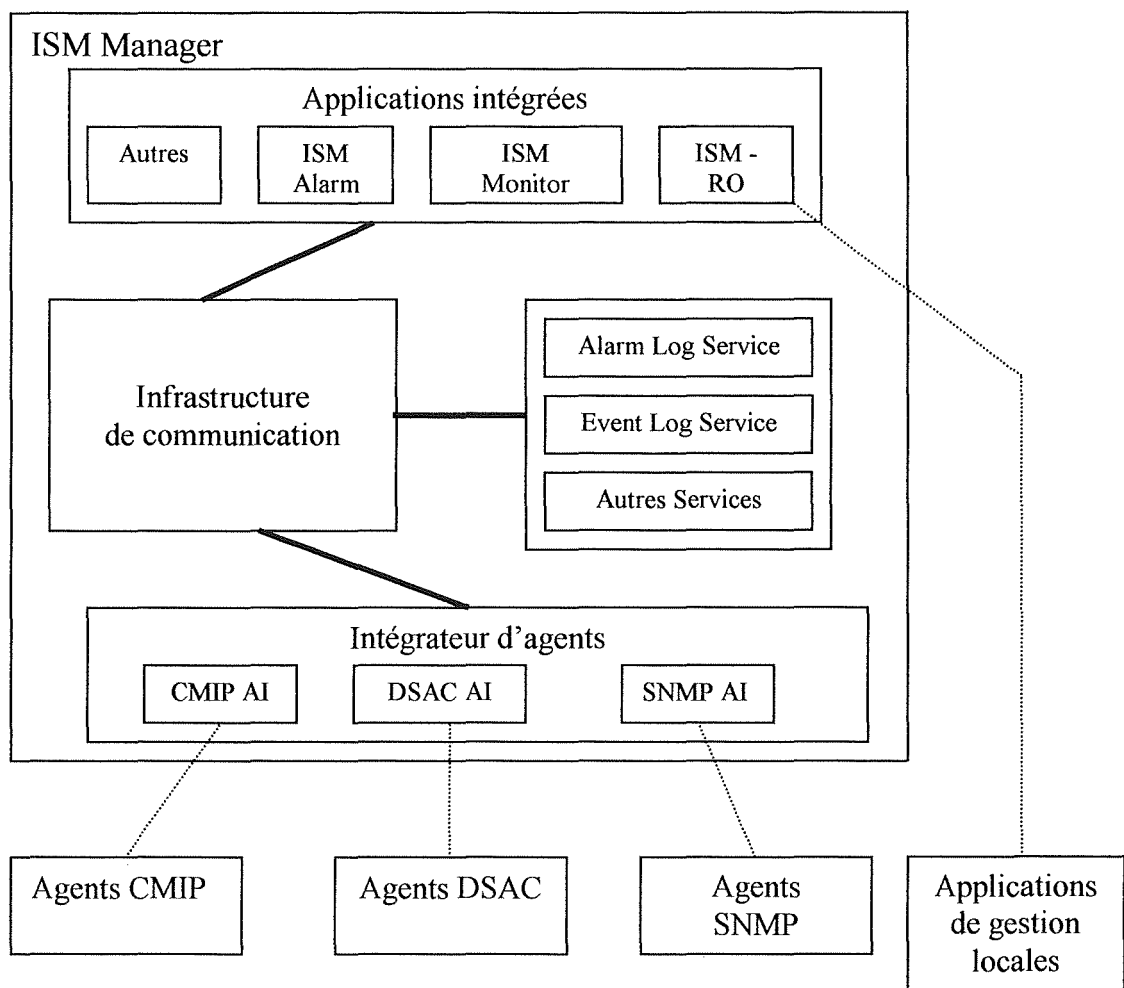 ISM Manager
Applications intégrées
Autres
ISM
Alarm
ISM
Monitor
ISM -
RO
Infrastructure
de communication
Alarm Log Service
Event Log Service
Autres Services
Intégrateur d'agents
CMIP AI
DSAC AI
SNMP AI
Agents CMIP
Agents DSAC
Agents
SNMP
Applications
de gestion
locales